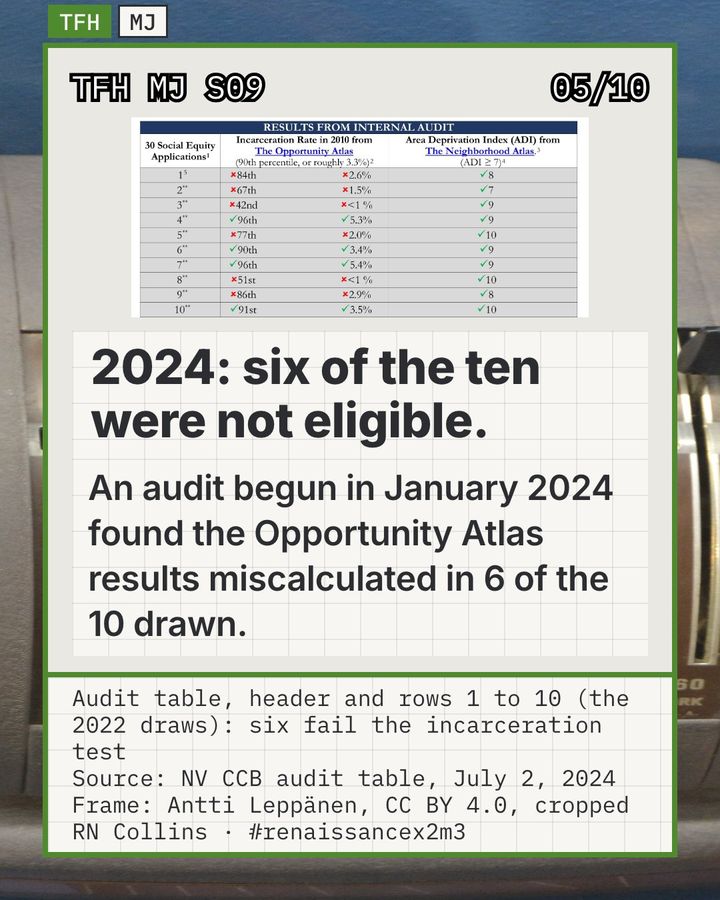 TFH MJ
TFH MJ S09 05/10
RESULTS FROM INTERNAL AUDIT
30 Social Equity Applications¹ Incarceration Rate in 2010 from The Opportunity Atlas (90th percentile, or roughly 3.3%)² Area Deprivation Index (ADI) from The Neighborhood Atlas.³ (ADI ≥ 7)⁴
1⁵ ✘84th ✘2.6% ✓8
2** ✘67th ✘1.5% ✓7
3** ✘42nd ✘<1 % ✓9
4** ✓96th ✓5.3% ✓9
5** ✘77th ✘2.0% ✓10
6** ✓90th ✓3.4% ✓9
7** ✓96th ✓5.4% ✓9
8** ✘51st ✘<1 % ✓10
9** ✘86th ✘2.9% ✓8
10** ✓91st ✓3.5% ✓10
2024: six of the ten
were not eligible.
An audit begun in January 2024
found the Opportunity Atlas
results miscalculated in 6 of the
10 drawn.
Audit table, header and rows 1 to 10 (the
2022 draws): six fail the incarceration
test
Source: NV CCB audit table, July 2, 2024
Frame: Antti Leppänen, CC BY 4.0, cropped
RN Collins · #renaissancex2m3